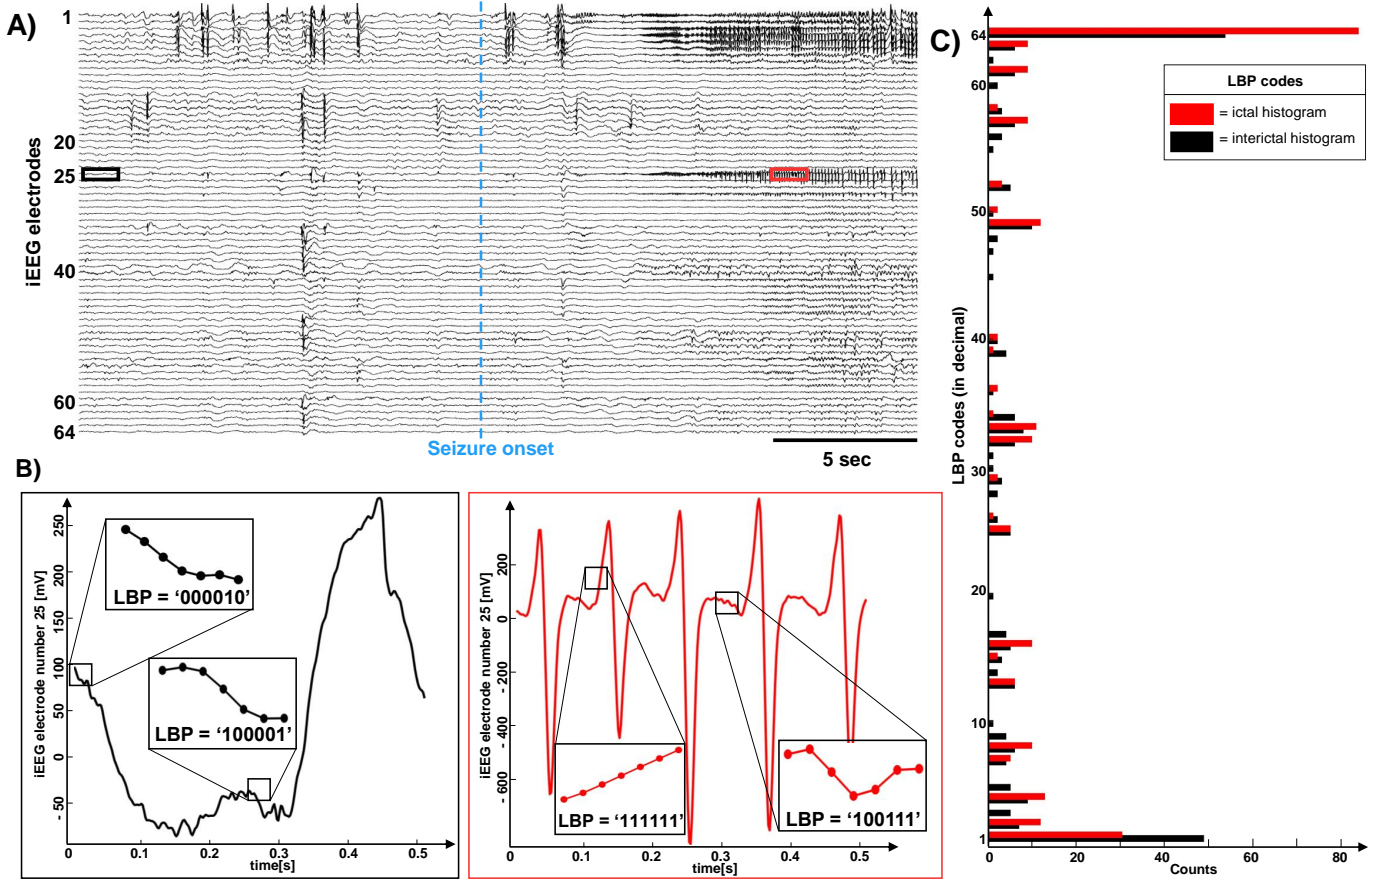 A)
iEEG electrodes
1
20
25
40
60
64
Seizure onset
5 sec
B)
iEEG electrode number 25 [mV]
250
200
150
100
50
0
- 50
0
0.1
0.2
0.3
0.4
0.5
time[s]
LBP = ‘000010’
LBP = ‘100001’
iEEG electrode number 25 [mV]
200
0
- 200
- 400
- 600
0
0.1
0.2
0.3
0.4
0.5
time[s]
LBP = ‘111111’
LBP = ‘100111’
C)
LBP codes (in decimal)
64
60
50
40
30
20
10
1
0
20
40
60
80
Counts
LBP codes
= ictal histogram
= interictal histogram